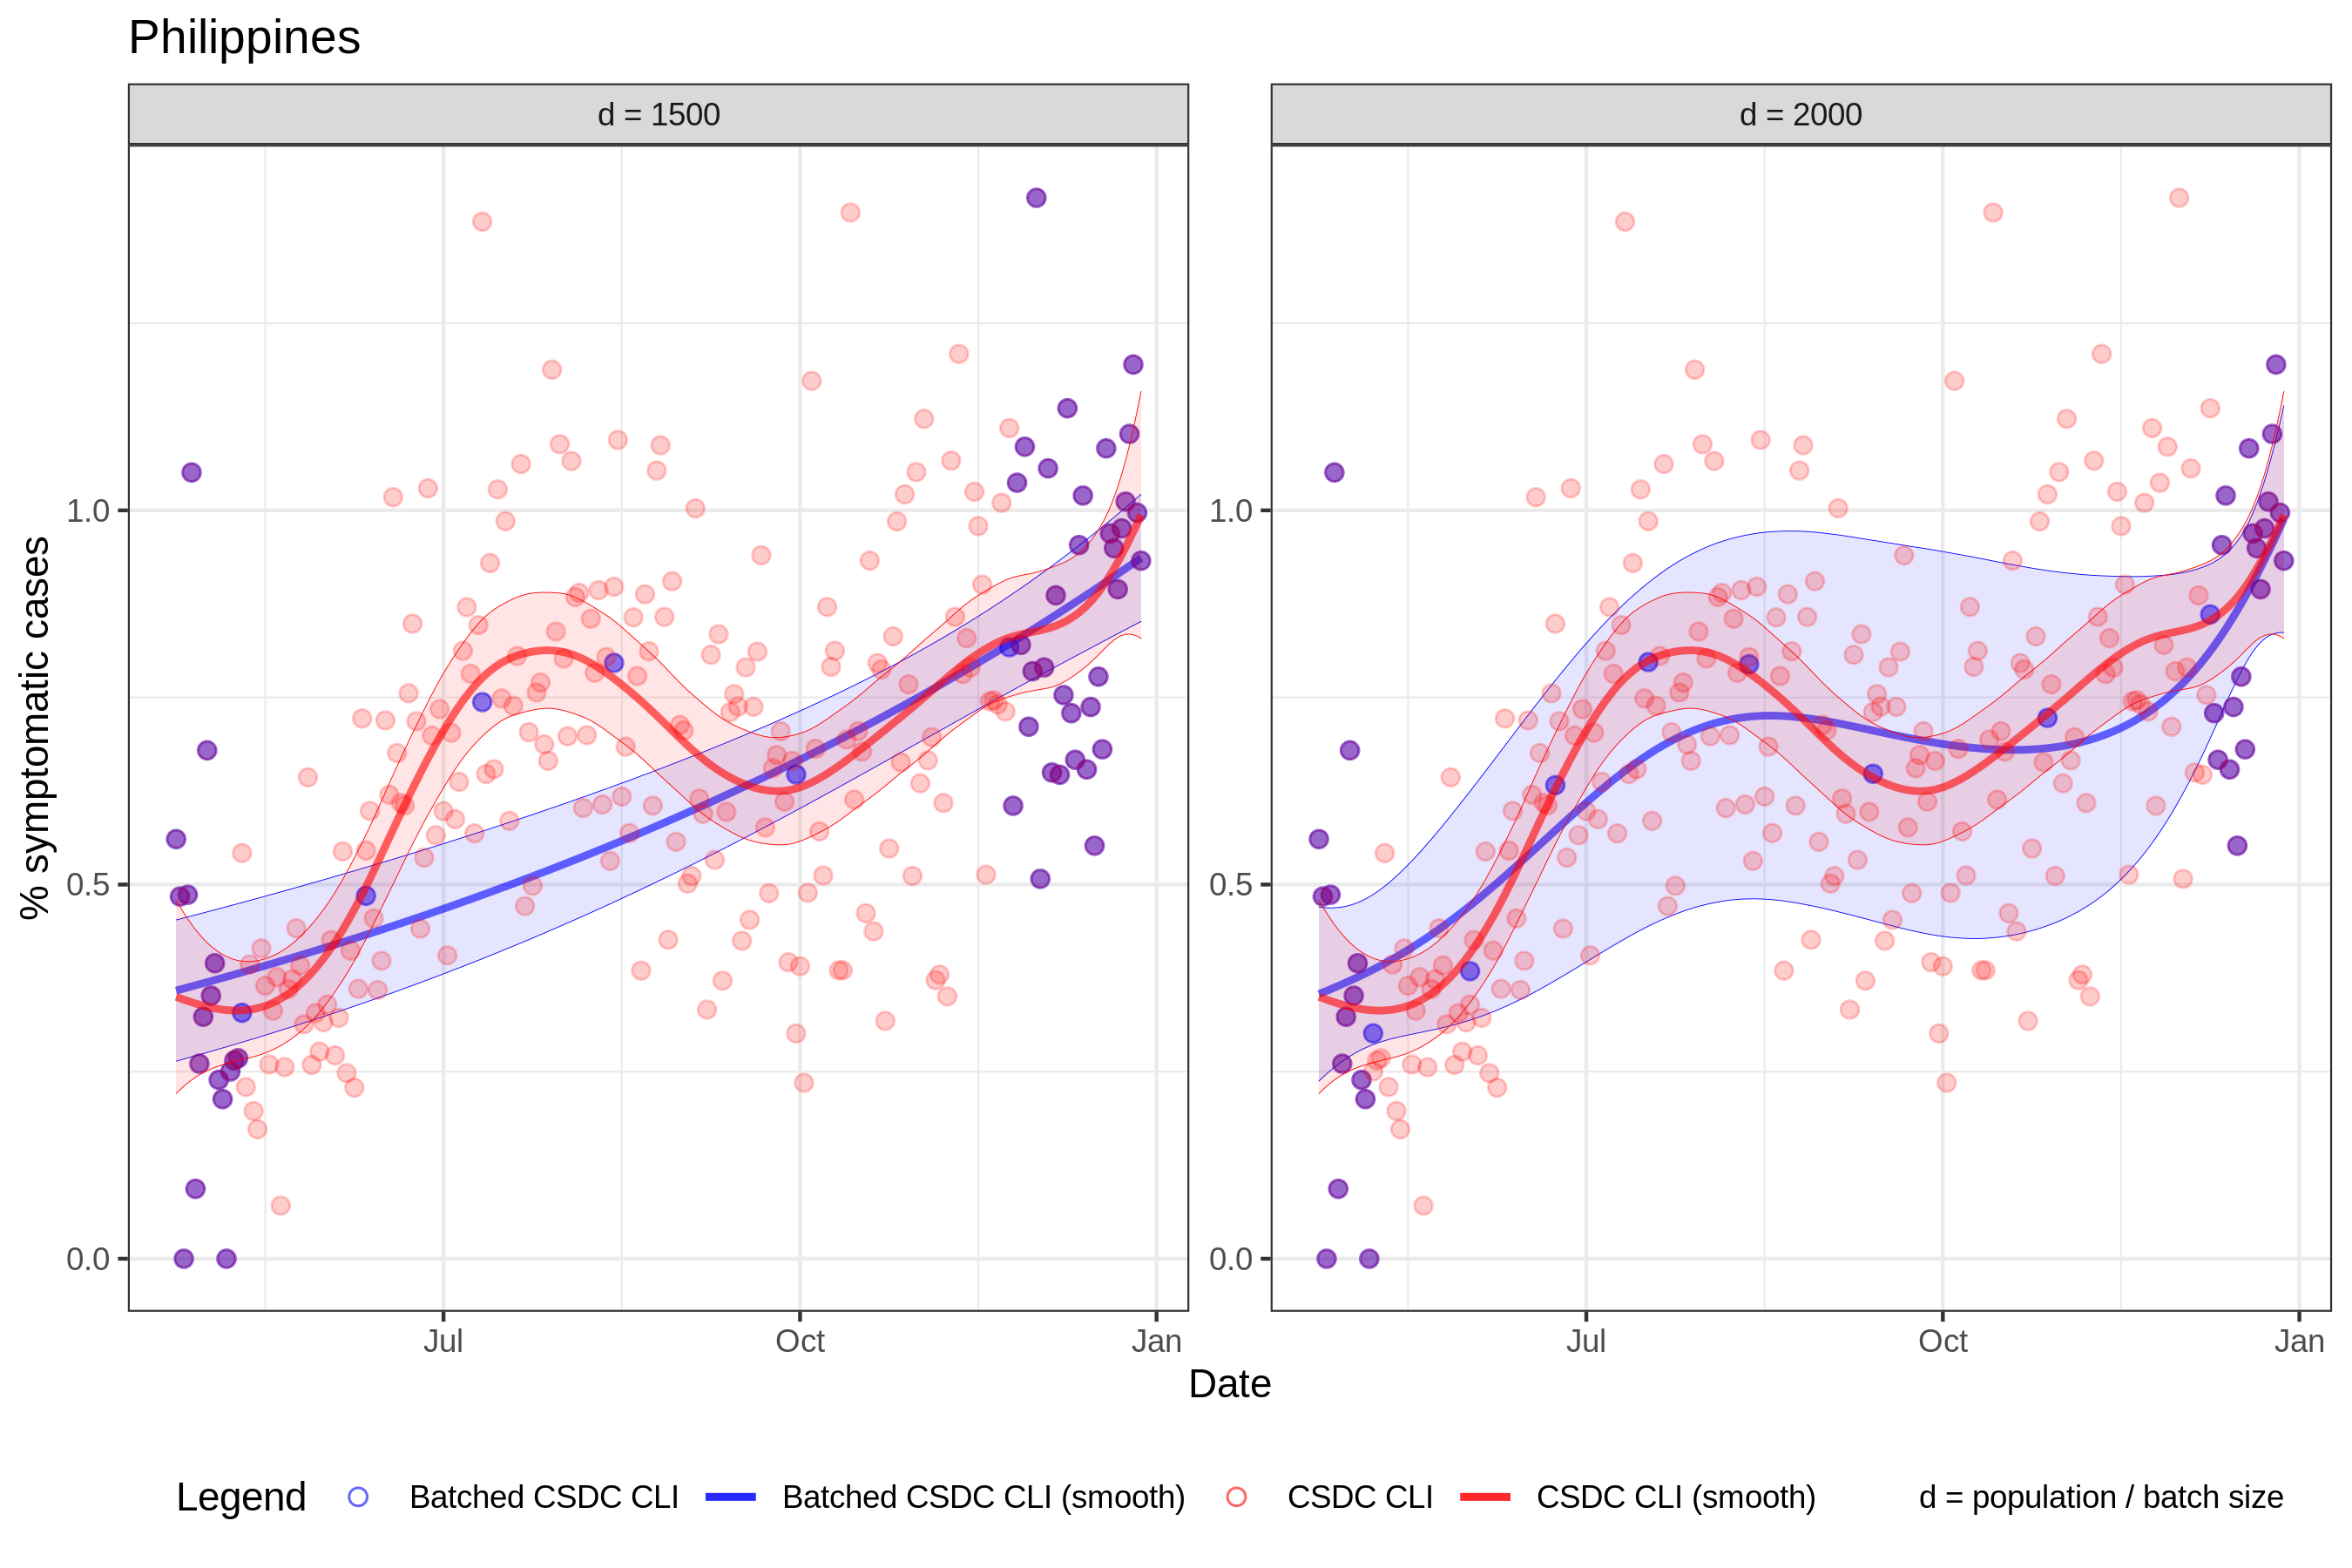 Philippines
d = 1500
d = 2000
% symptomatic cases
1.0
0.5
0.0
1.0
0.5
0.0
Jul
Oct
Jan
Jul
Oct
Jan
Date
Legend
Batched CSDC CLI
Batched CSDC CLI (smooth)
CSDC CLI
CSDC CLI (smooth)
d = population / batch size